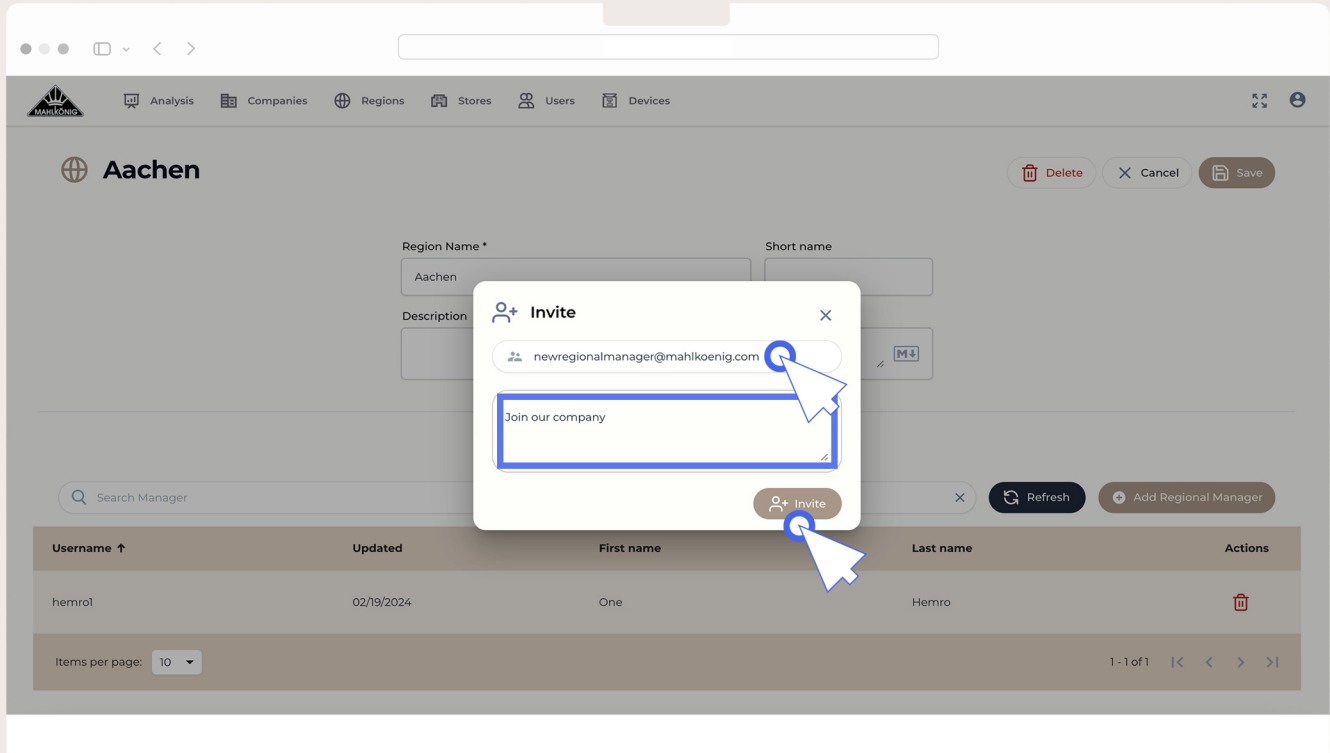 MAHLKÖNIG Analysis Companies Regions Stores Users Devices
Aachen
Delete Cancel Save
Region Name * Short name
Aachen
Description
M
Invite
newregionalmanager@mahlkoenig.com
Join our company
Invite
Search Manager Refresh Add Regional Manager
Username Updated First name Last name Actions
hemro1 02/19/2024 One Hemro
Items per page: 10 1 - 1 of 1